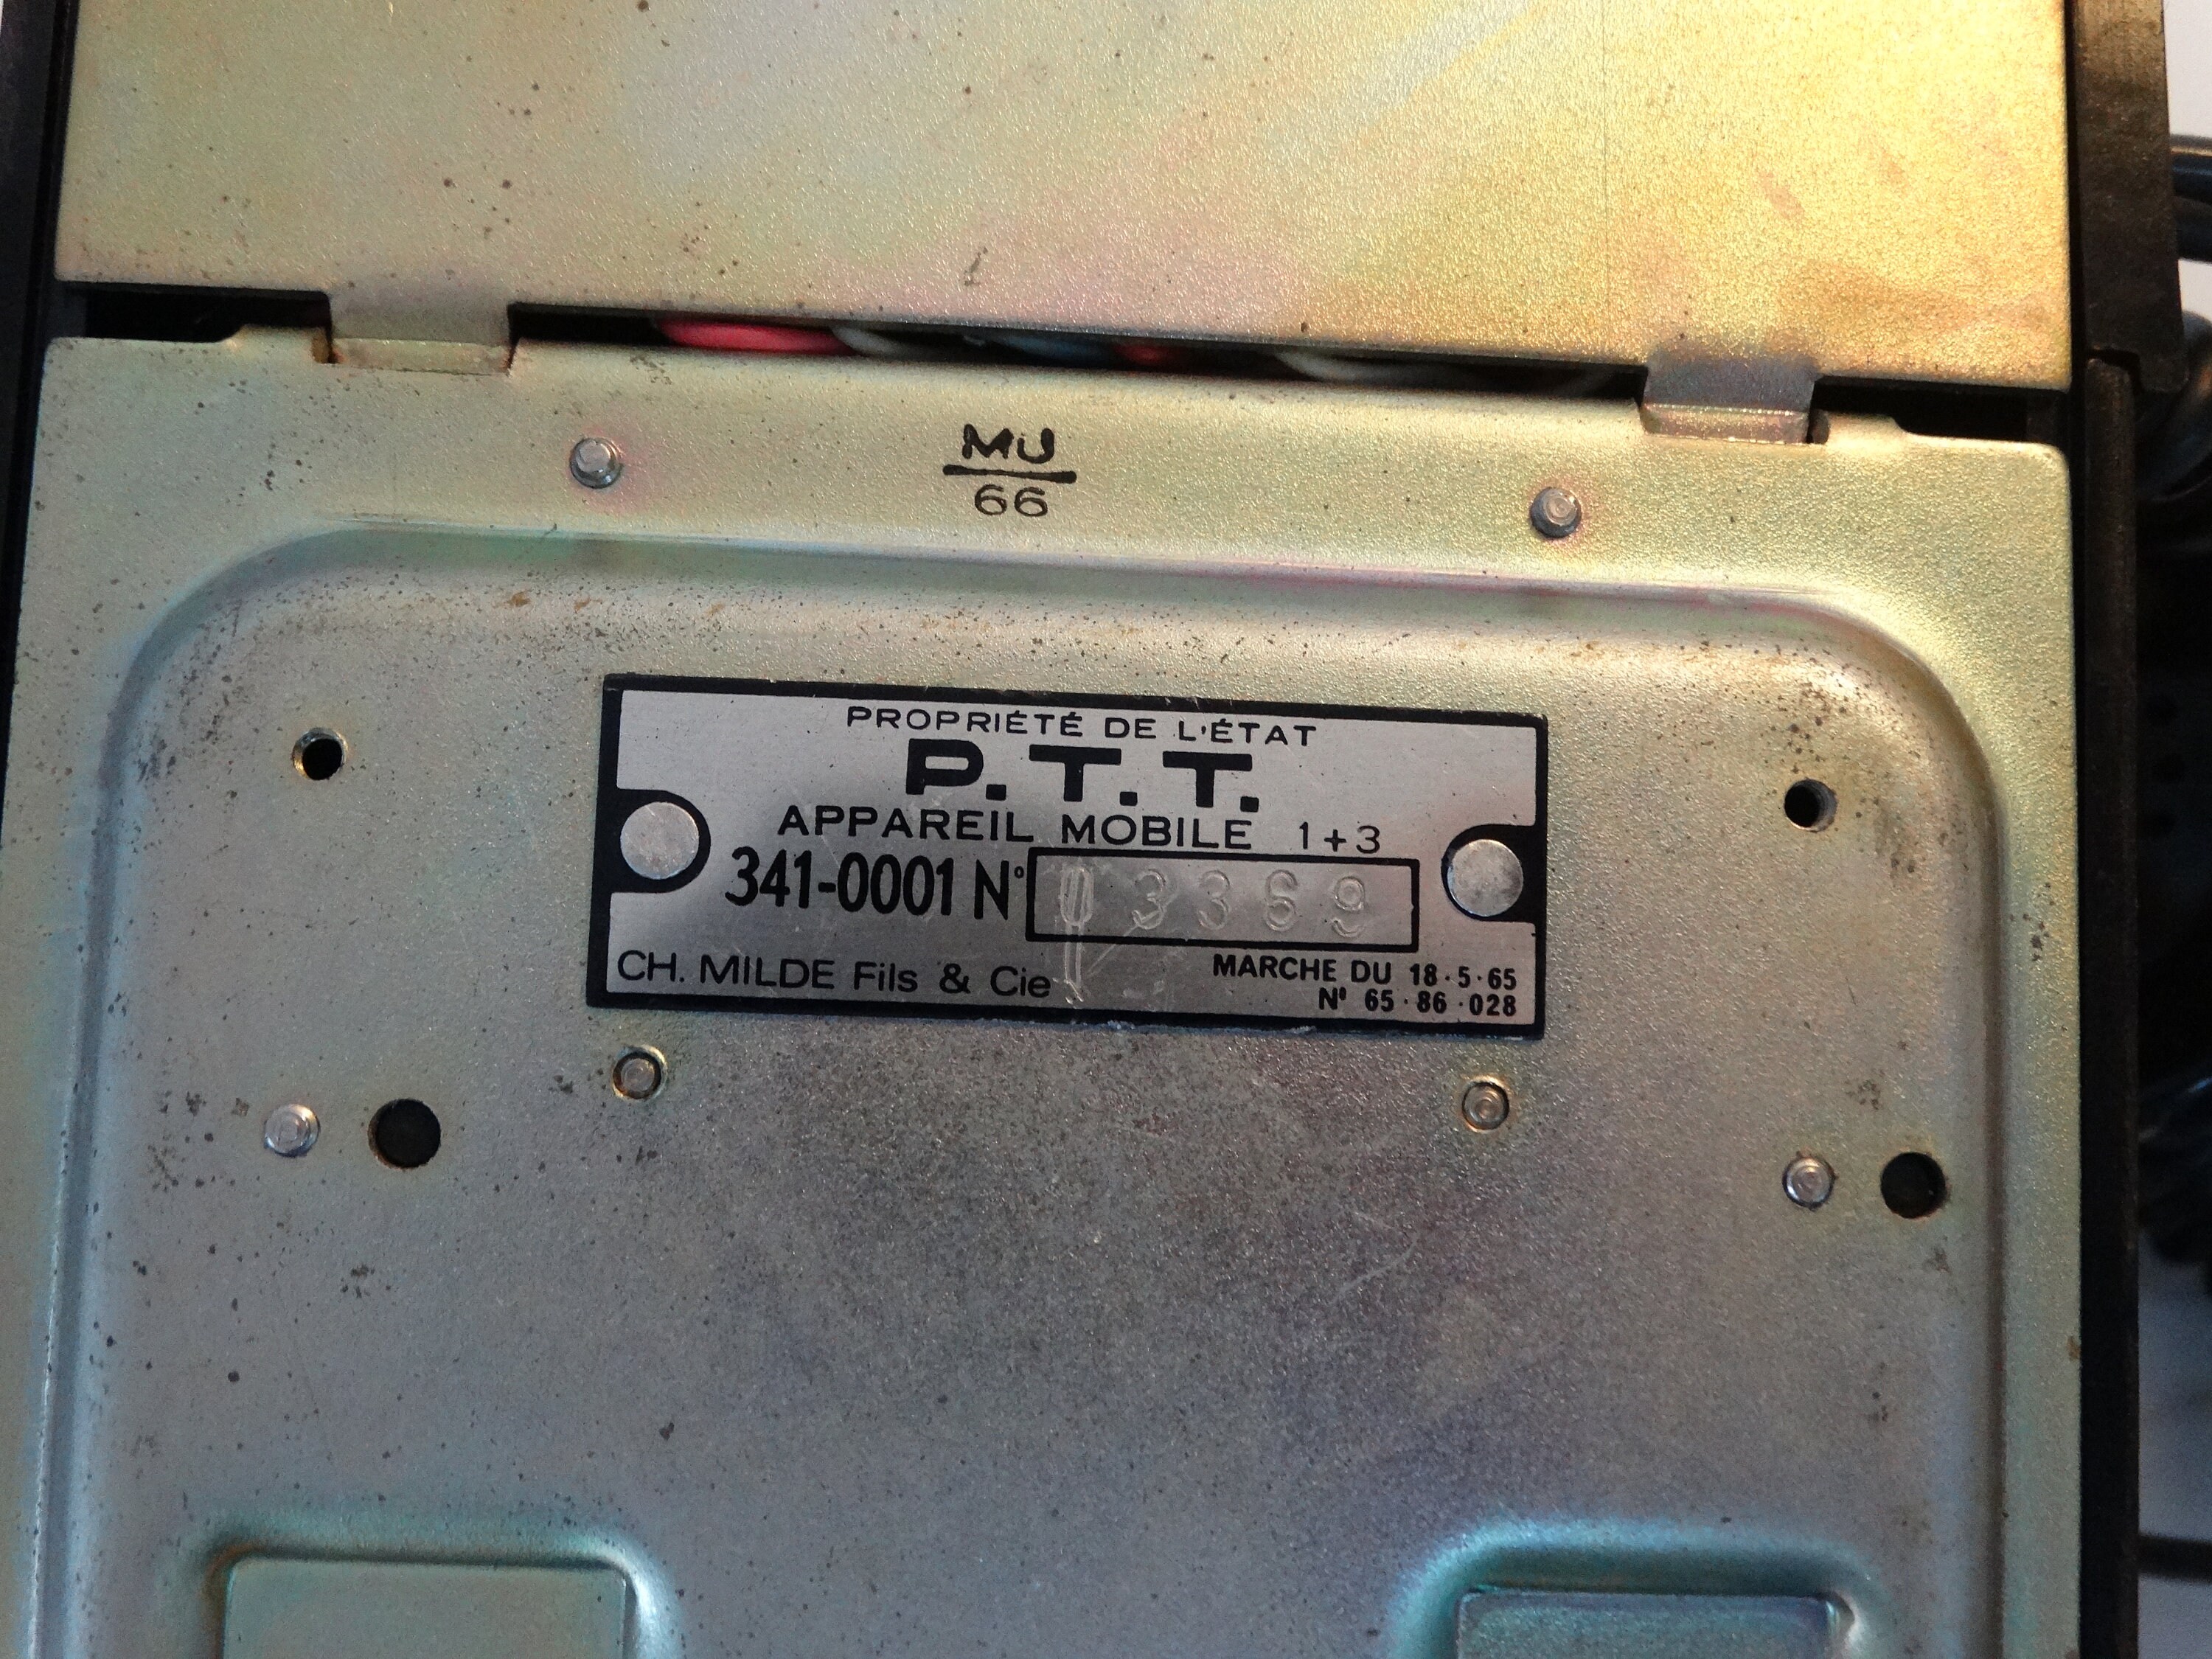 MU
66
PROPRIÉTÉ DE L'ÉTAT
P.T.T.
APPAREIL MOBILE 1+3
341-0001 N° 03369
CH. MILDE Fils & Cie
MARCHE DU 18·5·65
N° 65·86·028